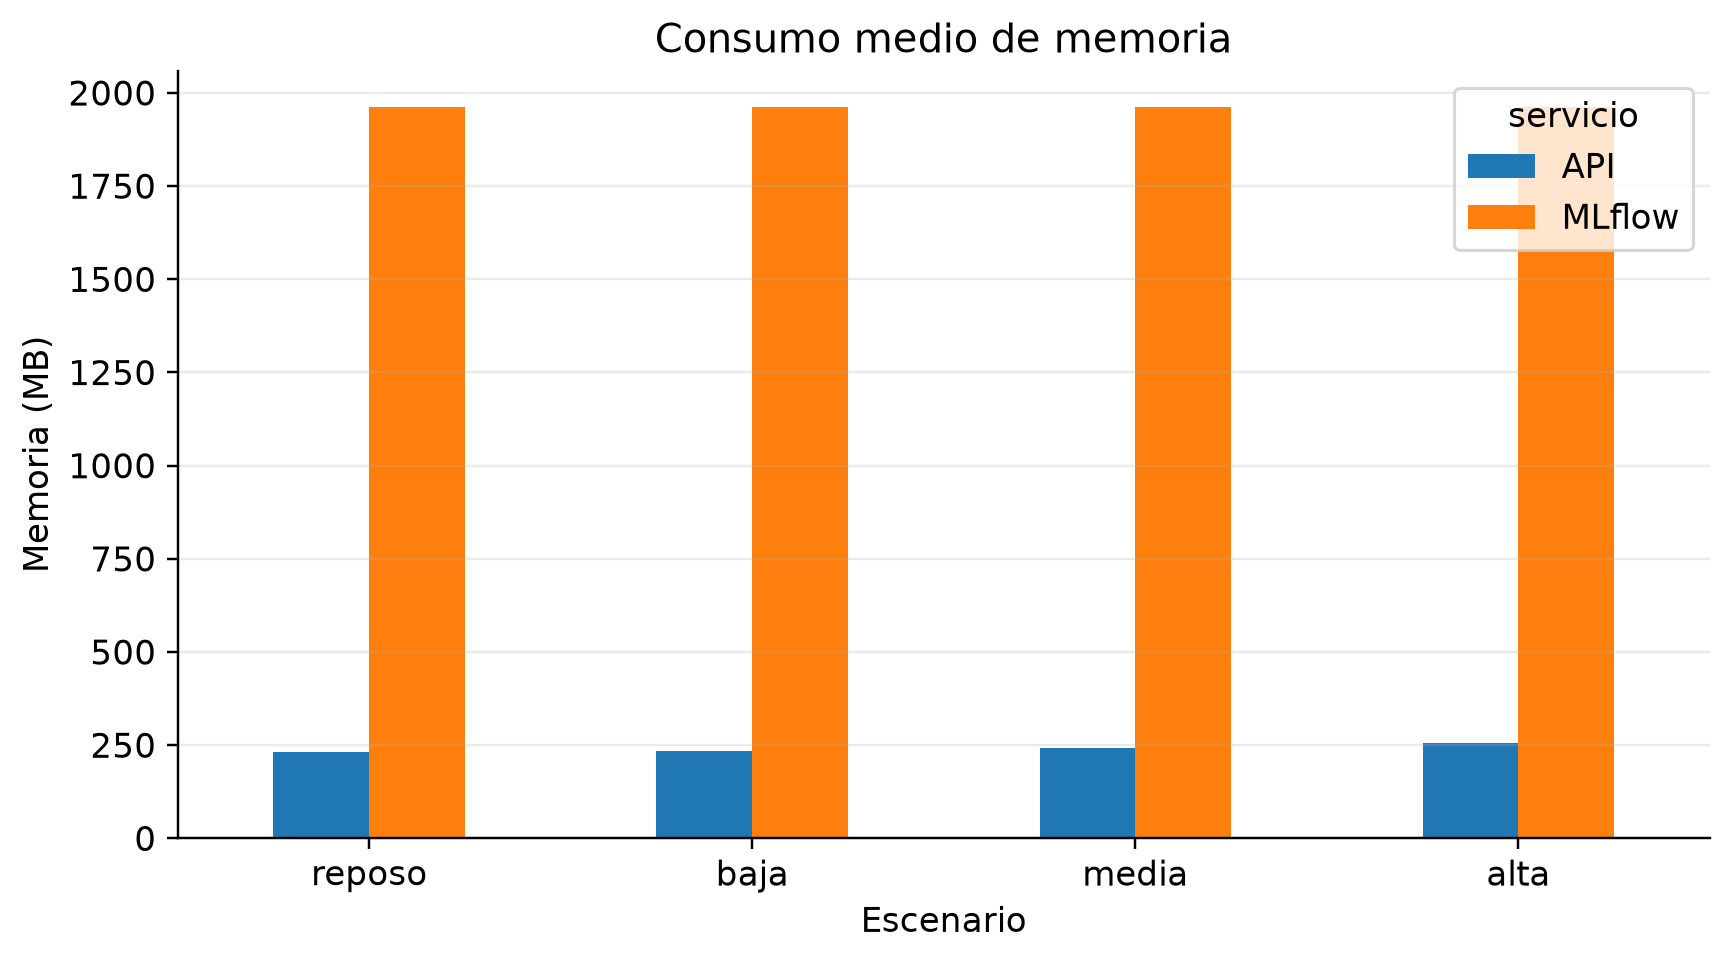 Consumo medio de memoria
servicio
API
MLflow
Memoria (MB)
2000
1750
1500
1250
1000
750
500
250
0
reposo
baja
media
alta
Escenario